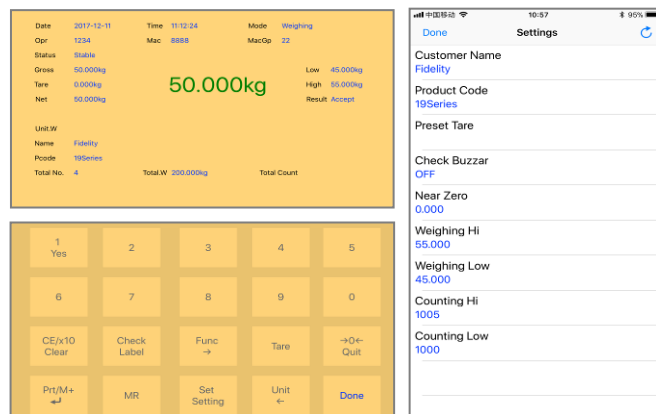 Date 2017-12-11 Time 11:12:24 Mode Weighing
Opr 1234 Mac 8888 MacGp 22
Status Stable
Gross 50.000kg Low 45.000kg
Tare 0.000kg 50.000kg High 55.000kg
Net 50.000kg Result Accept
Unit.W
Name Fidelity
Pcode 19Series
Total No. 4 Total.W 200.000kg Total Count
1 2 3 4 5
Yes
6 7 8 9 0
CE/x10 Check Func Tare →0←
Clear Label → Quit
Prt/M+ MR Set Unit Done
↵ Setting ←
中国移动 10:57 95%
Done Settings
Customer Name
Fidelity
Product Code
19Series
Preset Tare
Check Buzzar
OFF
Near Zero
0.000
Weighing Hi
55.000
Weighing Low
45.000
Counting Hi
1005
Counting Low
1000